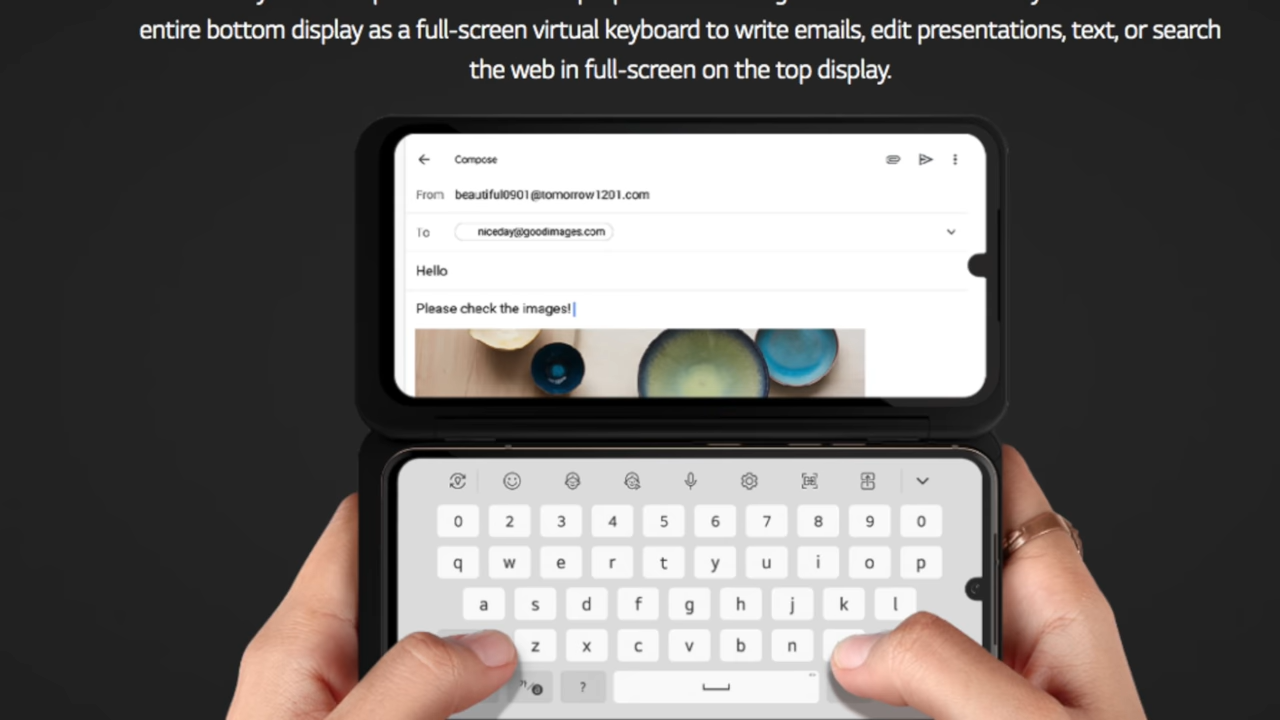 entire bottom display as a full-screen virtual keyboard to write emails, edit presentations, text, or search
the web in full-screen on the top display.
Compose
From beautiful0901@tomorrow1201.com
To niceday@goodimages.com
Hello
Please check the images!
0 2 3 4 5 6 7 8 9 0
q w e r t y u i o p
a s d f g h j k l
z x c v b n
?